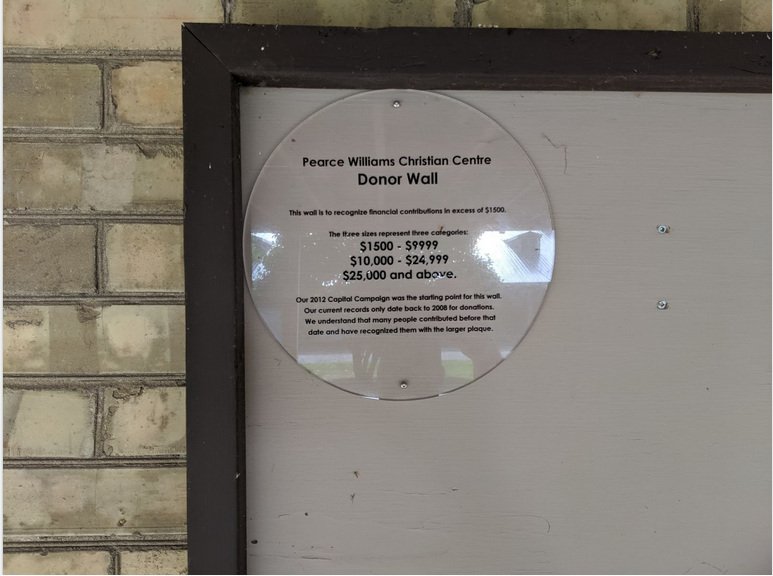 Pearce Williams Christian Centre
Donor Wall
This wall is to recognize financial contributions in excess of $1500.
The three sizes represent three categories:
$1500 - $9999
$10,000 - $24,999
$25,000 and above.
Our 2012 Capital Campaign was the starting point for this wall.
Our current records only date back to 2008 for donations.
We understand that many people contributed before that
date and have recognized them with the larger plaque.